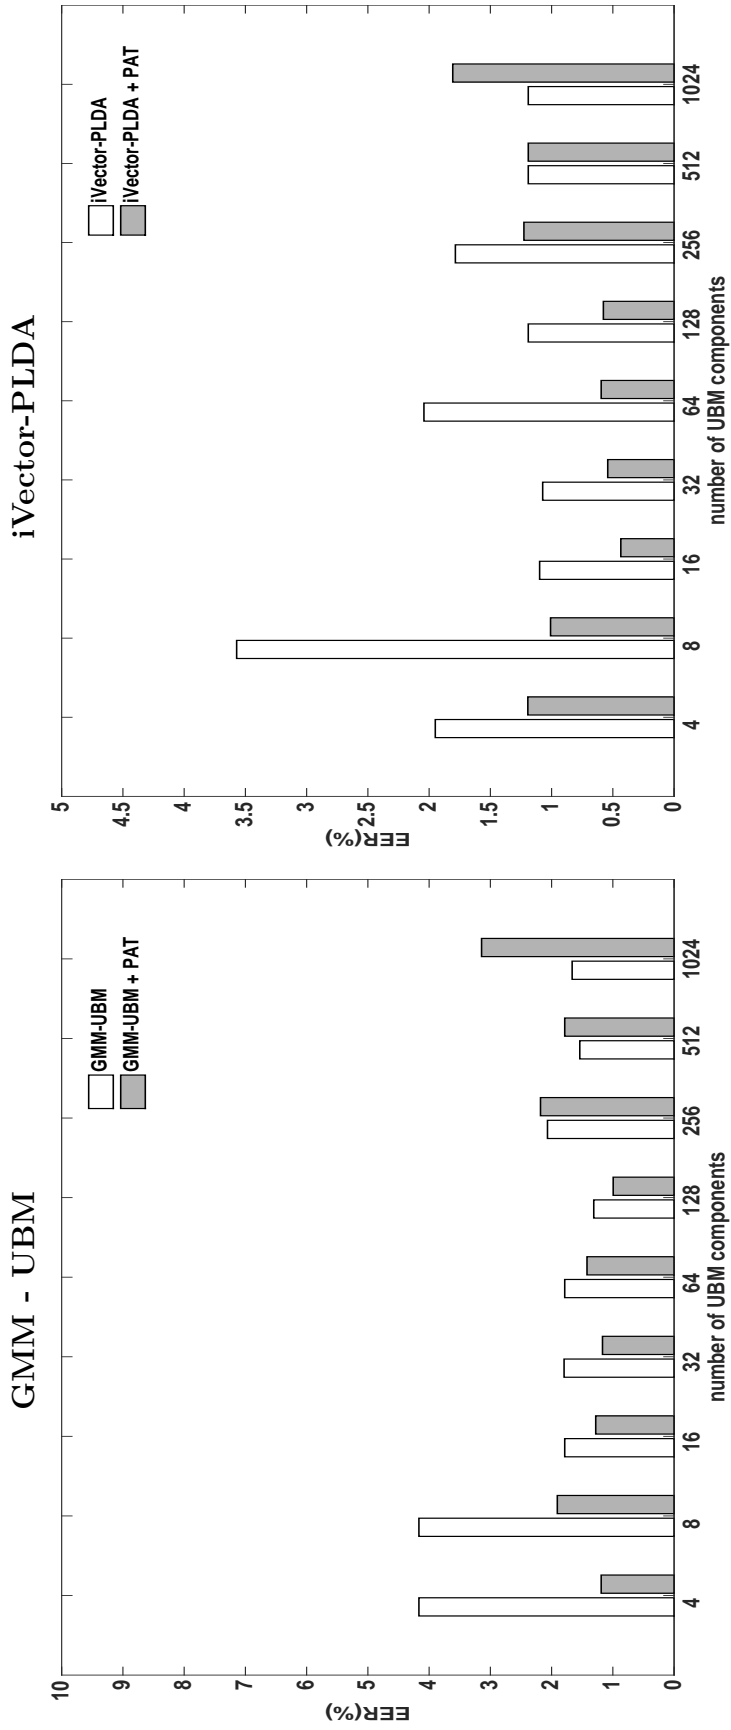 GMM - UBM
10
9
8
7
6
5
4
3
2
1
0
EER(%)
GMM-UBM
GMM-UBM + PAT
4 8 16 32 64 128 256 512 1024
number of UBM components
iVector-PLDA
5
4.5
4
3.5
3
2.5
2
1.5
1
0.5
0
EER(%)
iVector-PLDA
iVector-PLDA + PAT
4 8 16 32 64 128 256 512 1024
number of UBM components